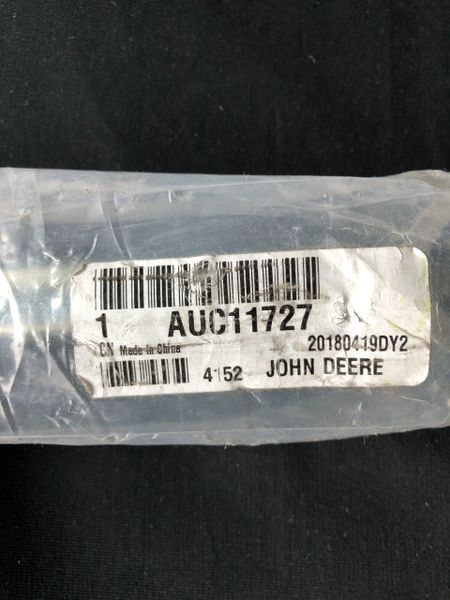 1 AUC11727
CN Made in China 20180419DY2
4152 JOHN DEERE